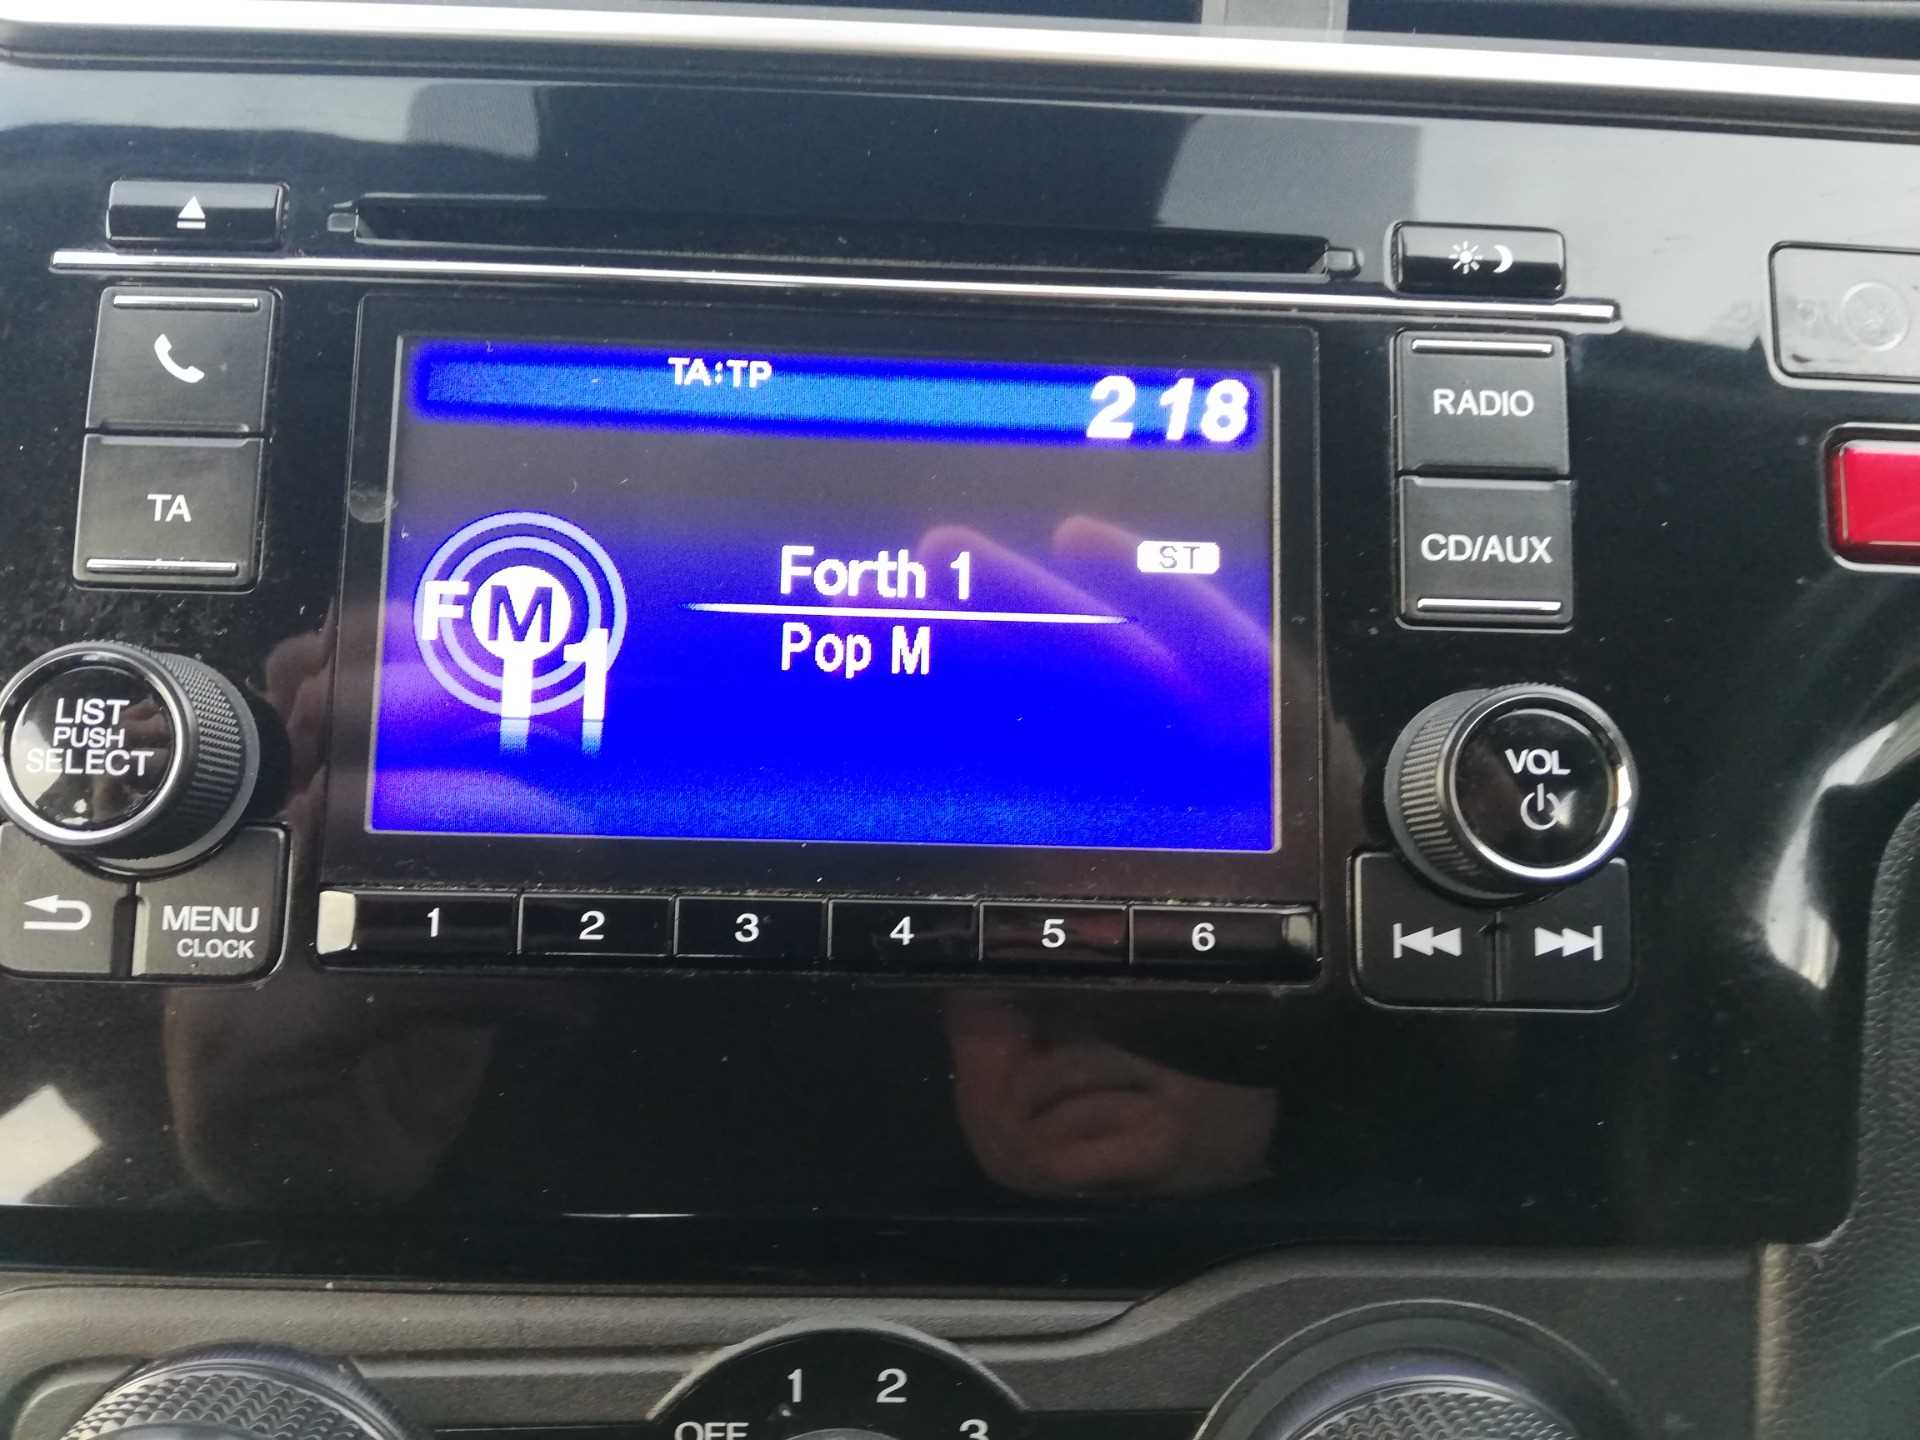 TA:TP
2 18
RADIO
TA
FM
1
Forth 1
ST
Pop M
CD/AUX
LIST
PUSH
SELECT
VOL
MENU
CLOCK
1 2 3 4 5 6
1 2
OFF 3